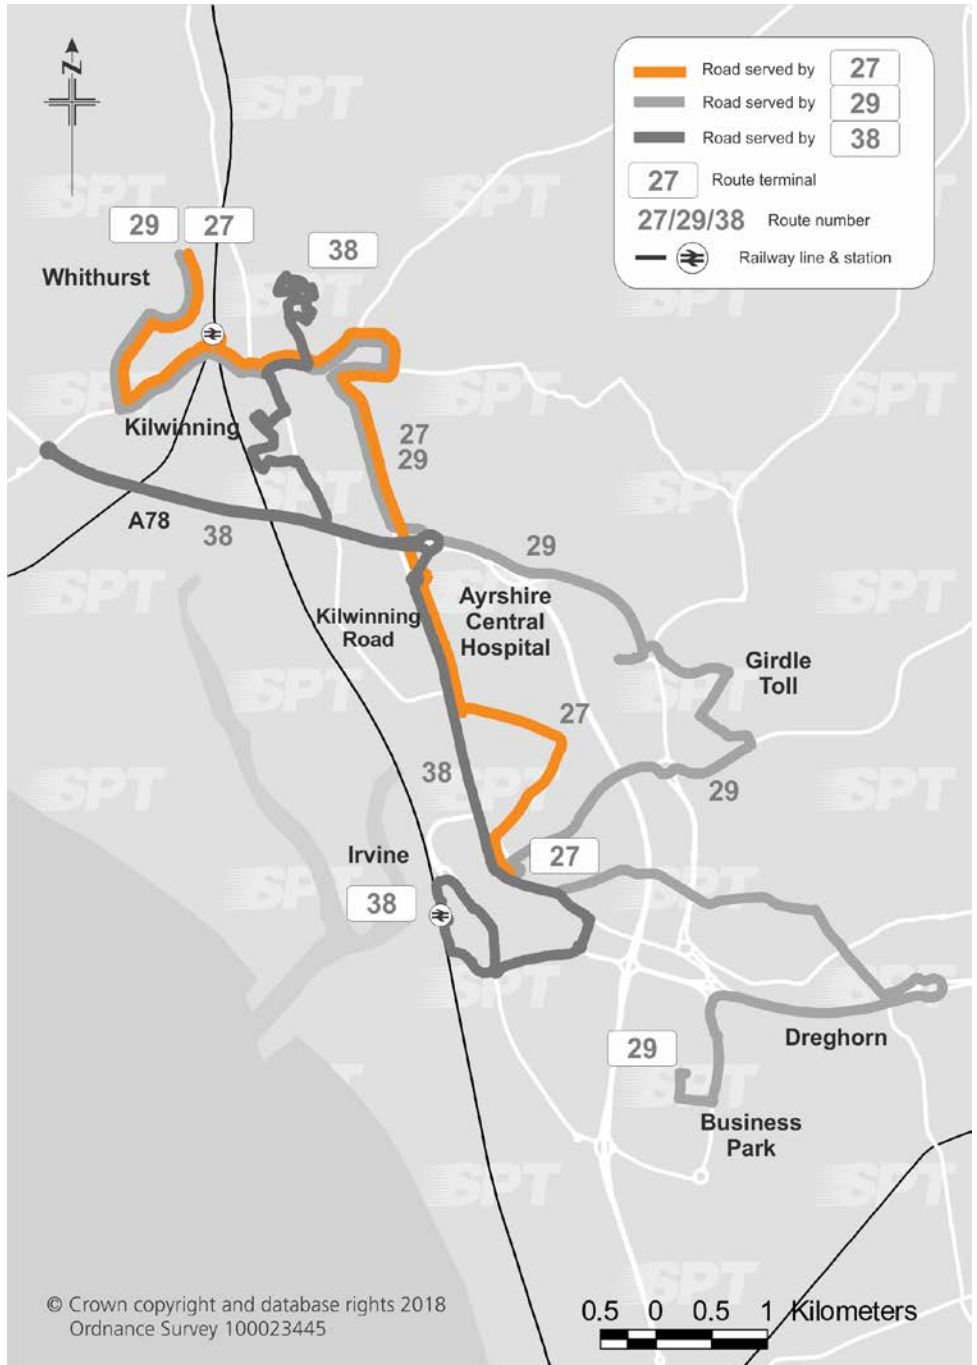 N
SPT
Road served by 27
Road served by 29
Road served by 38
27 Route terminal
27/29/38 Route number
Railway line & station
29 27
38
Whithurst
Kilwinning
27
29
A78
38
29
Kilwinning
Road
Ayrshire
Central
Hospital
Girdle
Toll
27
38
29
Irvine
27
38
Dreghorn
29
Business
Park
© Crown copyright and database rights 2018
Ordnance Survey 100023445
0.5 0 0.5 1 Kilometers